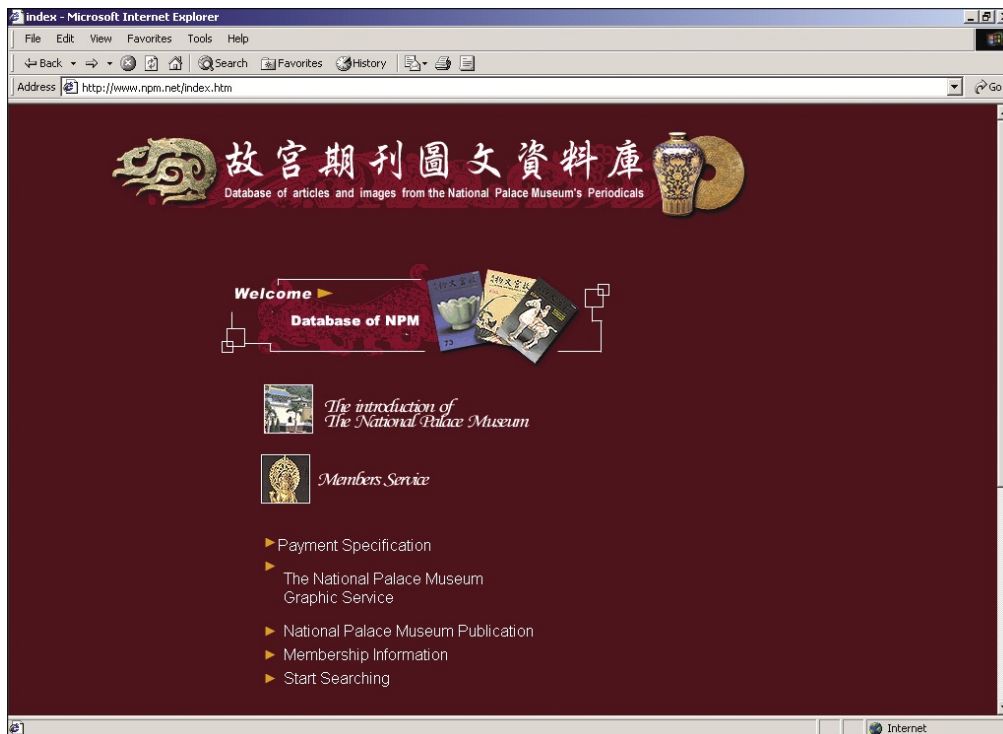 index - Microsoft Internet Explorer
File Edit View Favorites Tools Help
Back Search Favorites History
Address http://www.npm.net/index.htm Go
故宮期刊圖文資料庫
Database of articles and images from the National Palace Museum's Periodicals
Welcome
Database of NPM
73
The introduction of
The National Palace Museum
Members Service
Payment Specification
The National Palace Museum
Graphic Service
National Palace Museum Publication
Membership Information
Start Searching
Internet